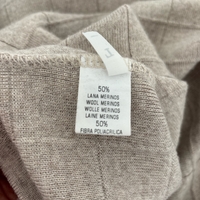 50%
LANA MERINOS
WOOL MERINOS
WOLLE MERINOS
LAINE MERINOS
50%
FIBRA POLIACRILICA